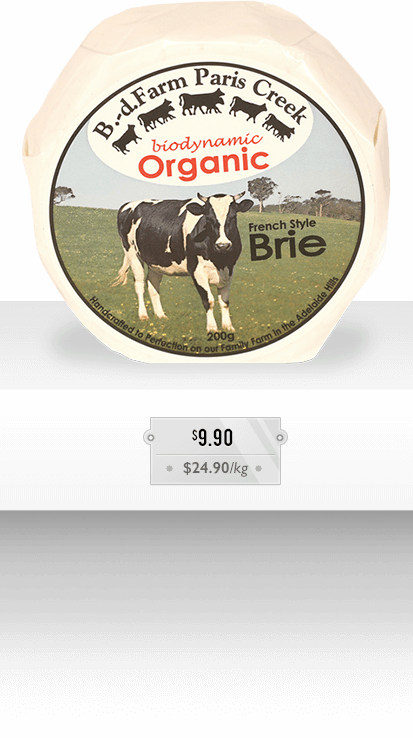 B.-d.Farm Paris Creek
biodynamic
Organic
French Style
Brie
200g
Handcrafted to Perfection on our Family Farm in the Adelaide Hills
$9.90
$24.90/kg